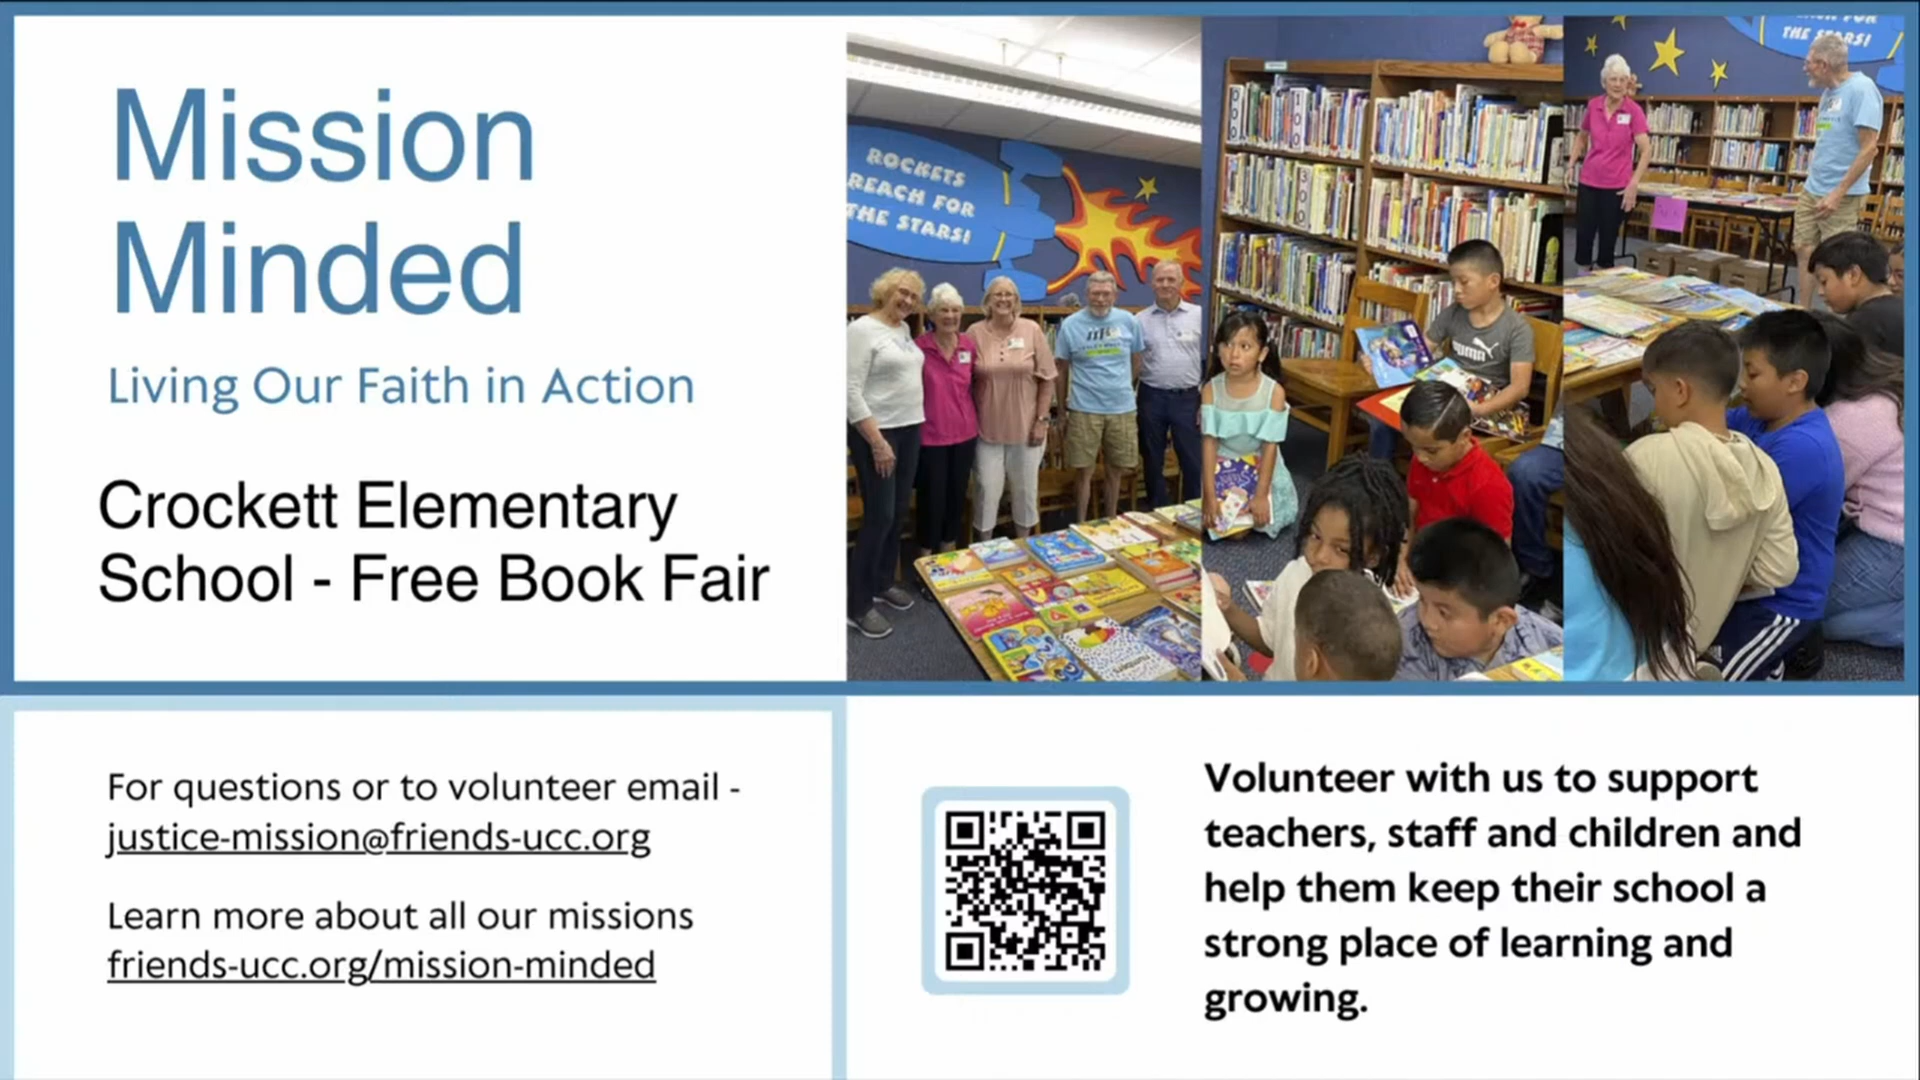 Mission
Minded
Living Our Faith in Action
Crockett Elementary
School - Free Book Fair
ROCKETS
REACH FOR
THE STARS!
THE STARS!
PUMA
For questions or to volunteer email -
justice-mission@friends-ucc.org
Learn more about all our missions
friends-ucc.org/mission-minded
Volunteer with us to support
teachers, staff and children and
help them keep their school a
strong place of learning and
growing.